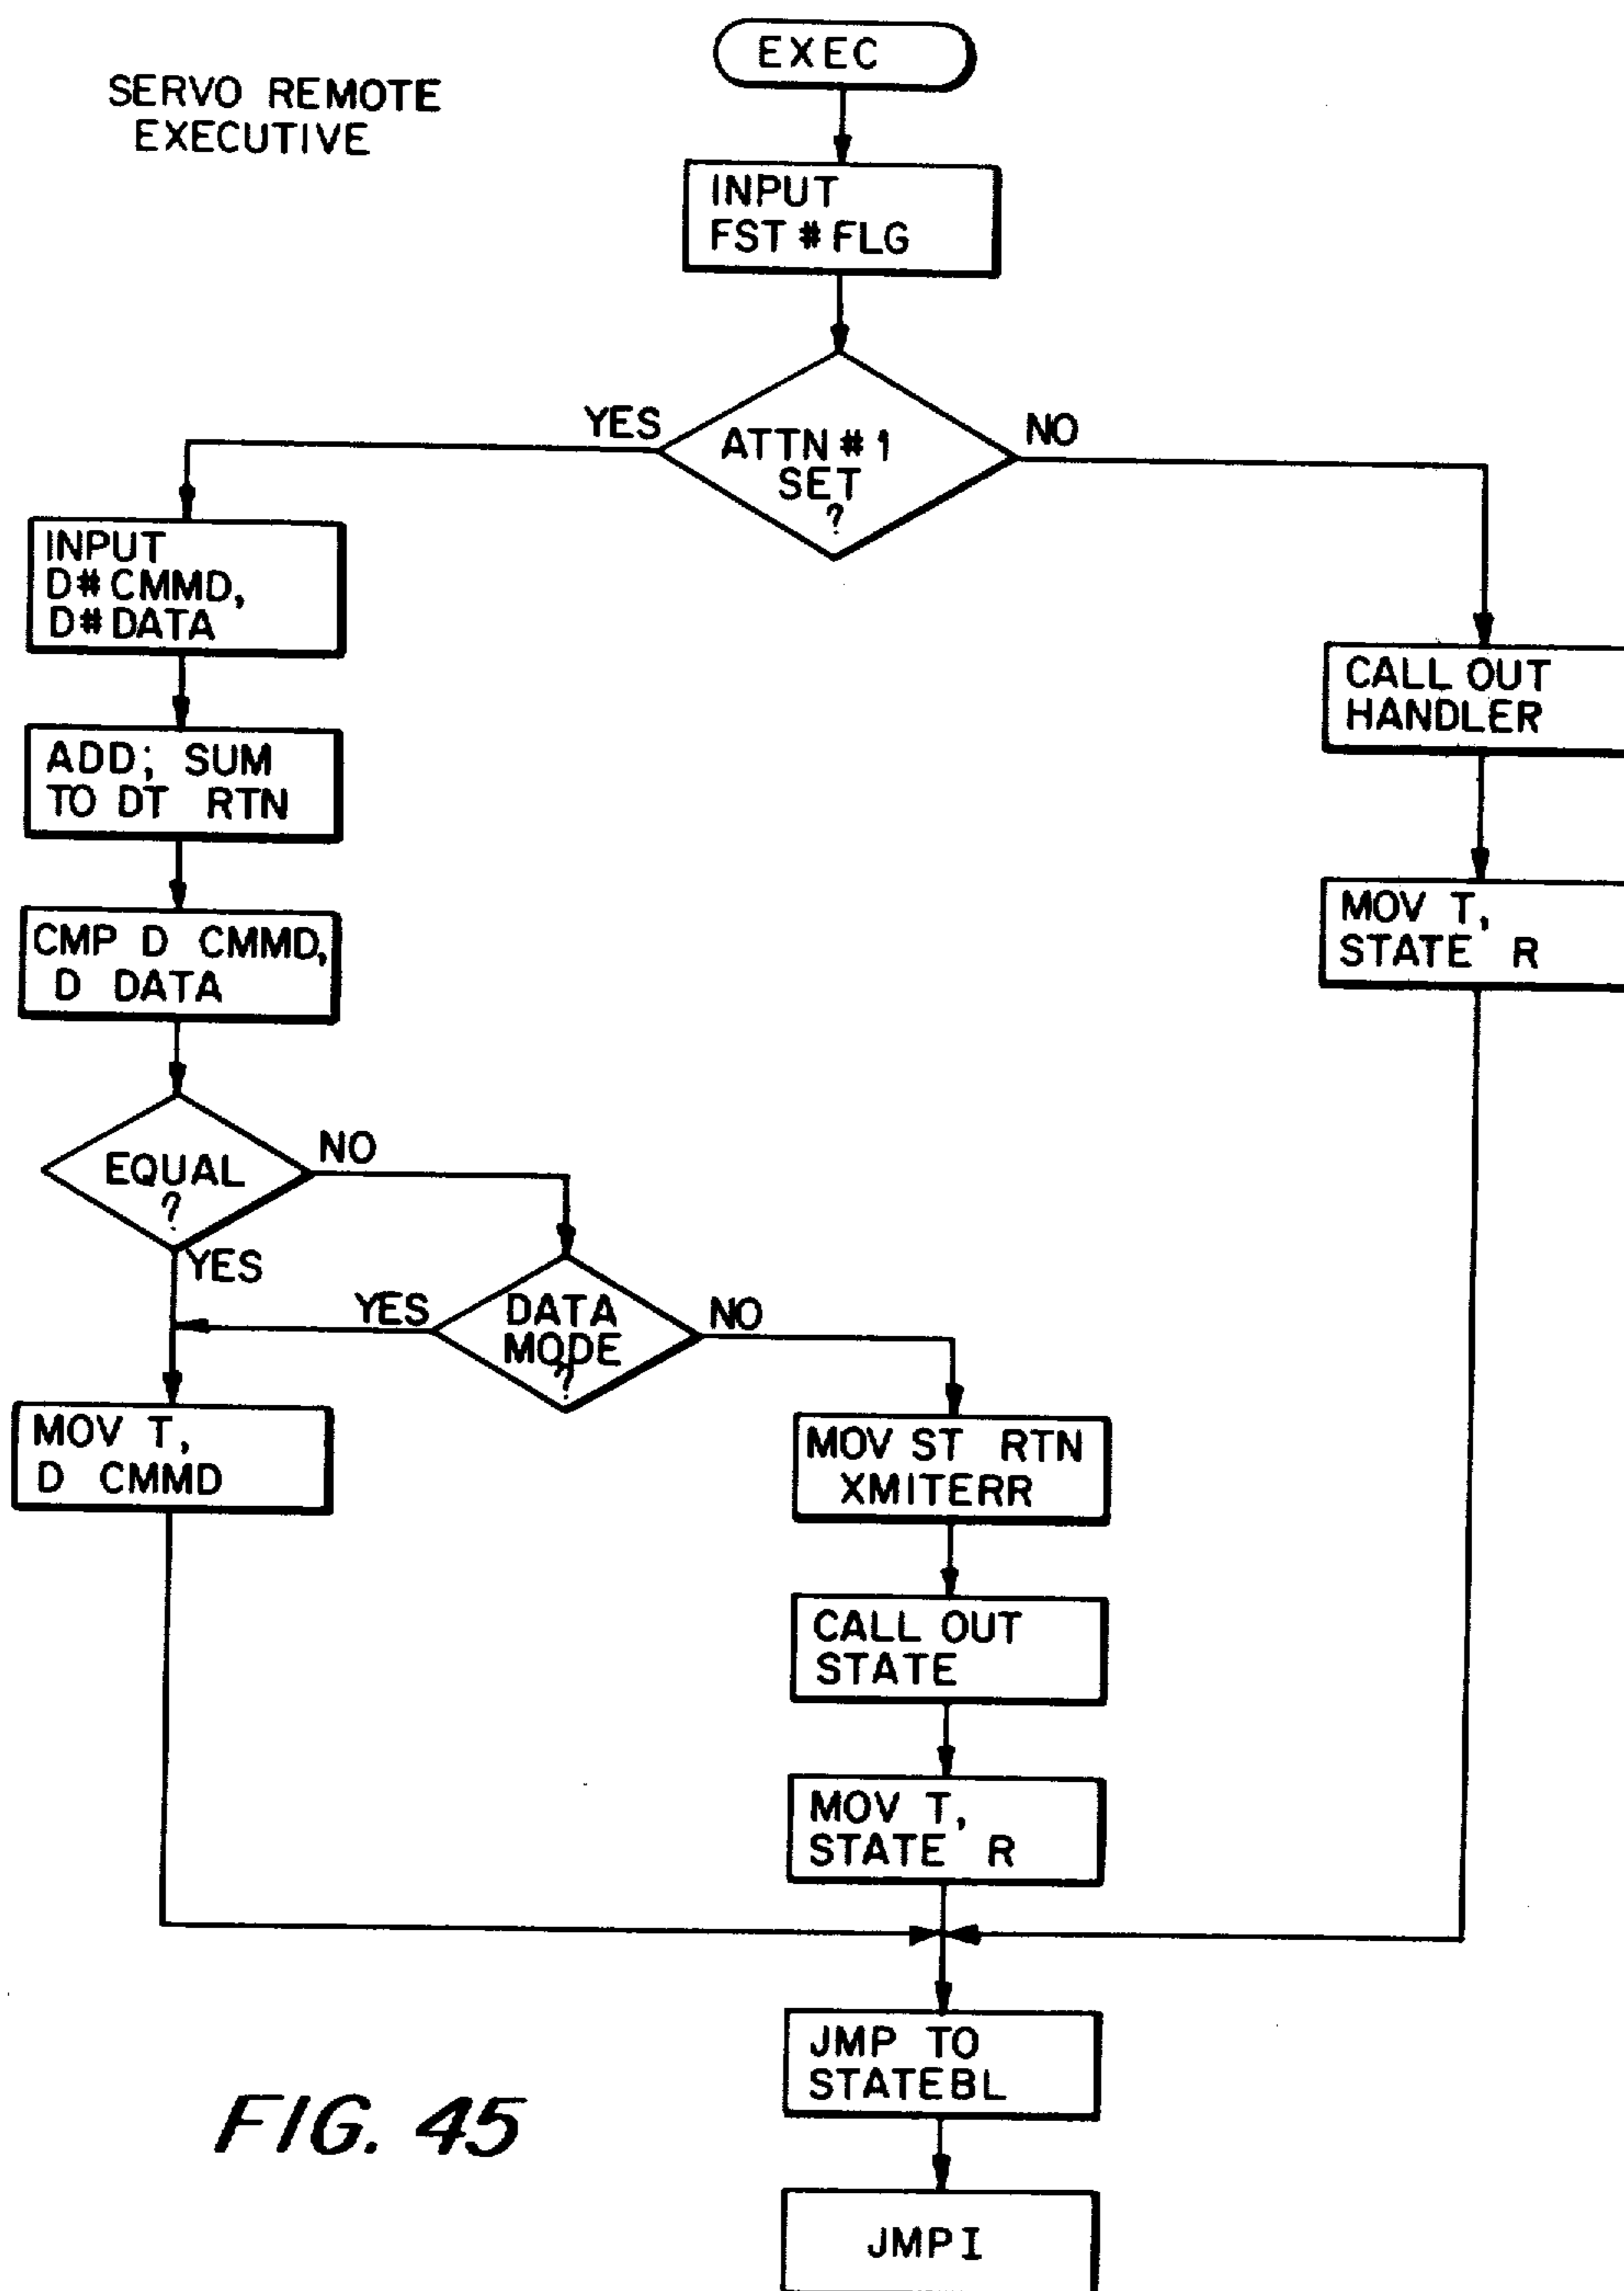 SERVO REMOTE
EXECUTIVE
EXEC
INPUT
FST # FLG
ATTN # 1
SET
?
YES
NO
INPUT
D# CMMD,
D# DATA
ADD; SUM
TO DT RTN
CMP D CMMD,
D DATA
EQUAL
?
NO
YES
DATA
MODE
?
YES
NO
MOV T,
D CMMD
MOV ST RTN
XMITERR
CALL OUT
STATE
MOV T,
STATE R
CALL OUT
HANDLER
MOV T,
STATE R
JMP TO
STATEBL
JMPI
FIG. 45